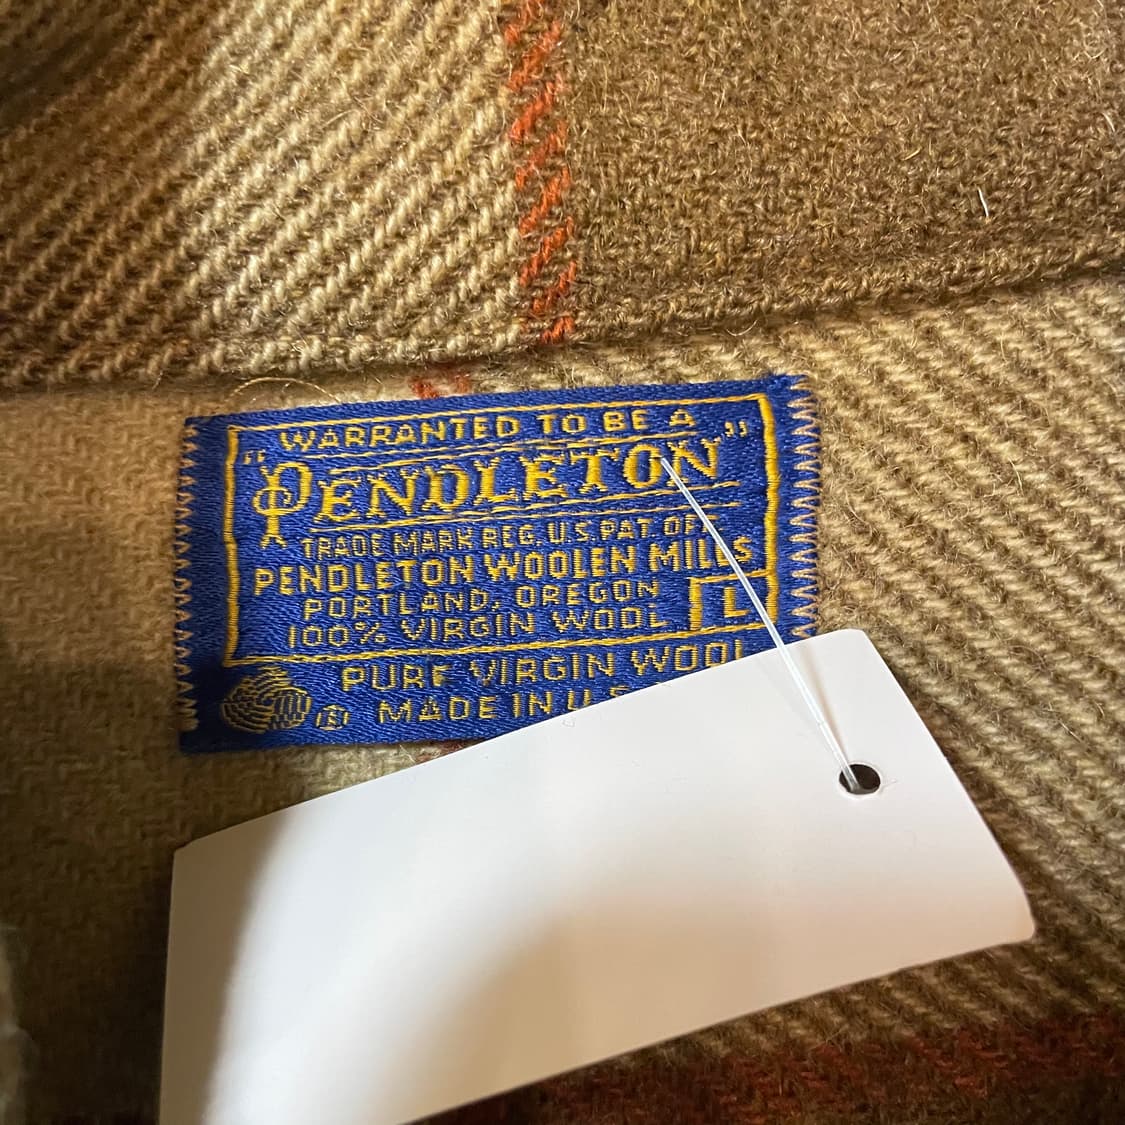 WARRANTED TO BE A
"PENDLETON"
TRADE MARK REG. U.S. PAT. OFF.
PENDLETON WOOLEN MILLS
PORTLAND, OREGON
L
100% VIRGIN WOOL
PURE VIRGIN WOOL
MADE IN U.S